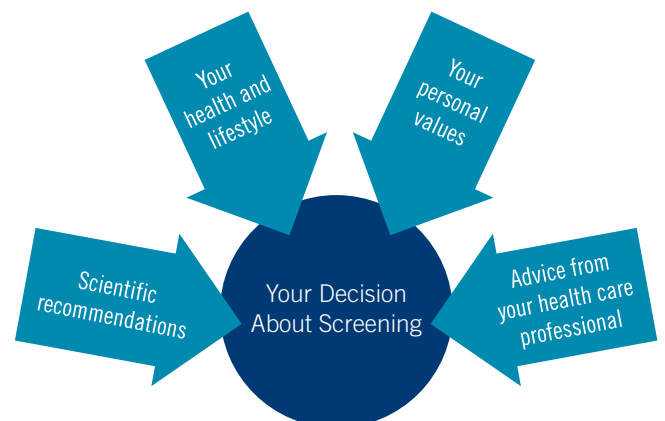 Your
health and
lifestyle
Your
personal
values
Scientific
recommendations
Your Decision
About Screening
Advice from
your health care
professional